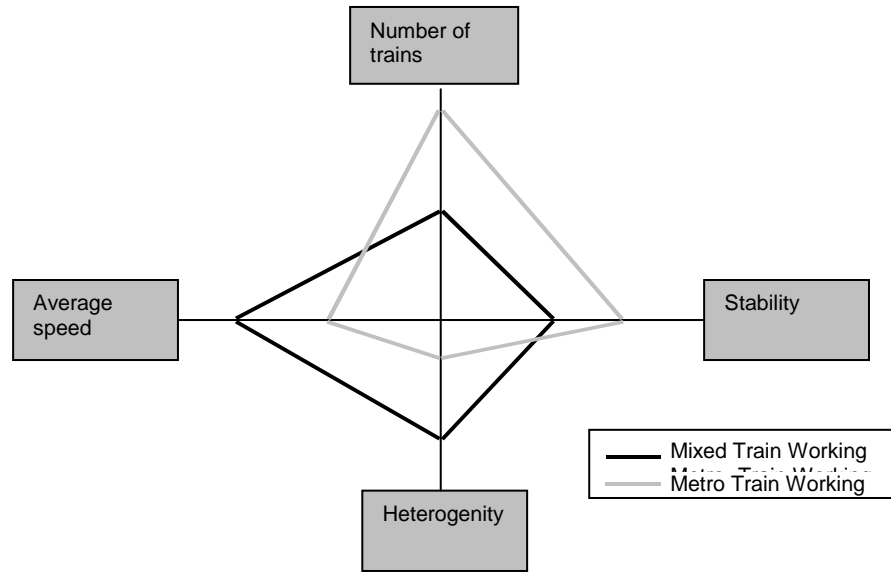 Number of
trains
Average
speed
Stability
Mixed Train Working
Metro Train Working
Heterogenity